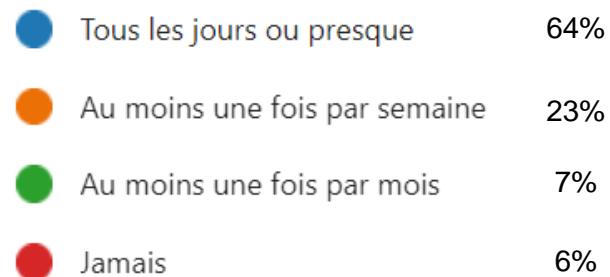 Tous les jours ou presque 64%
Au moins une fois par semaine 23%
Au moins une fois par mois 7%
Jamais 6%